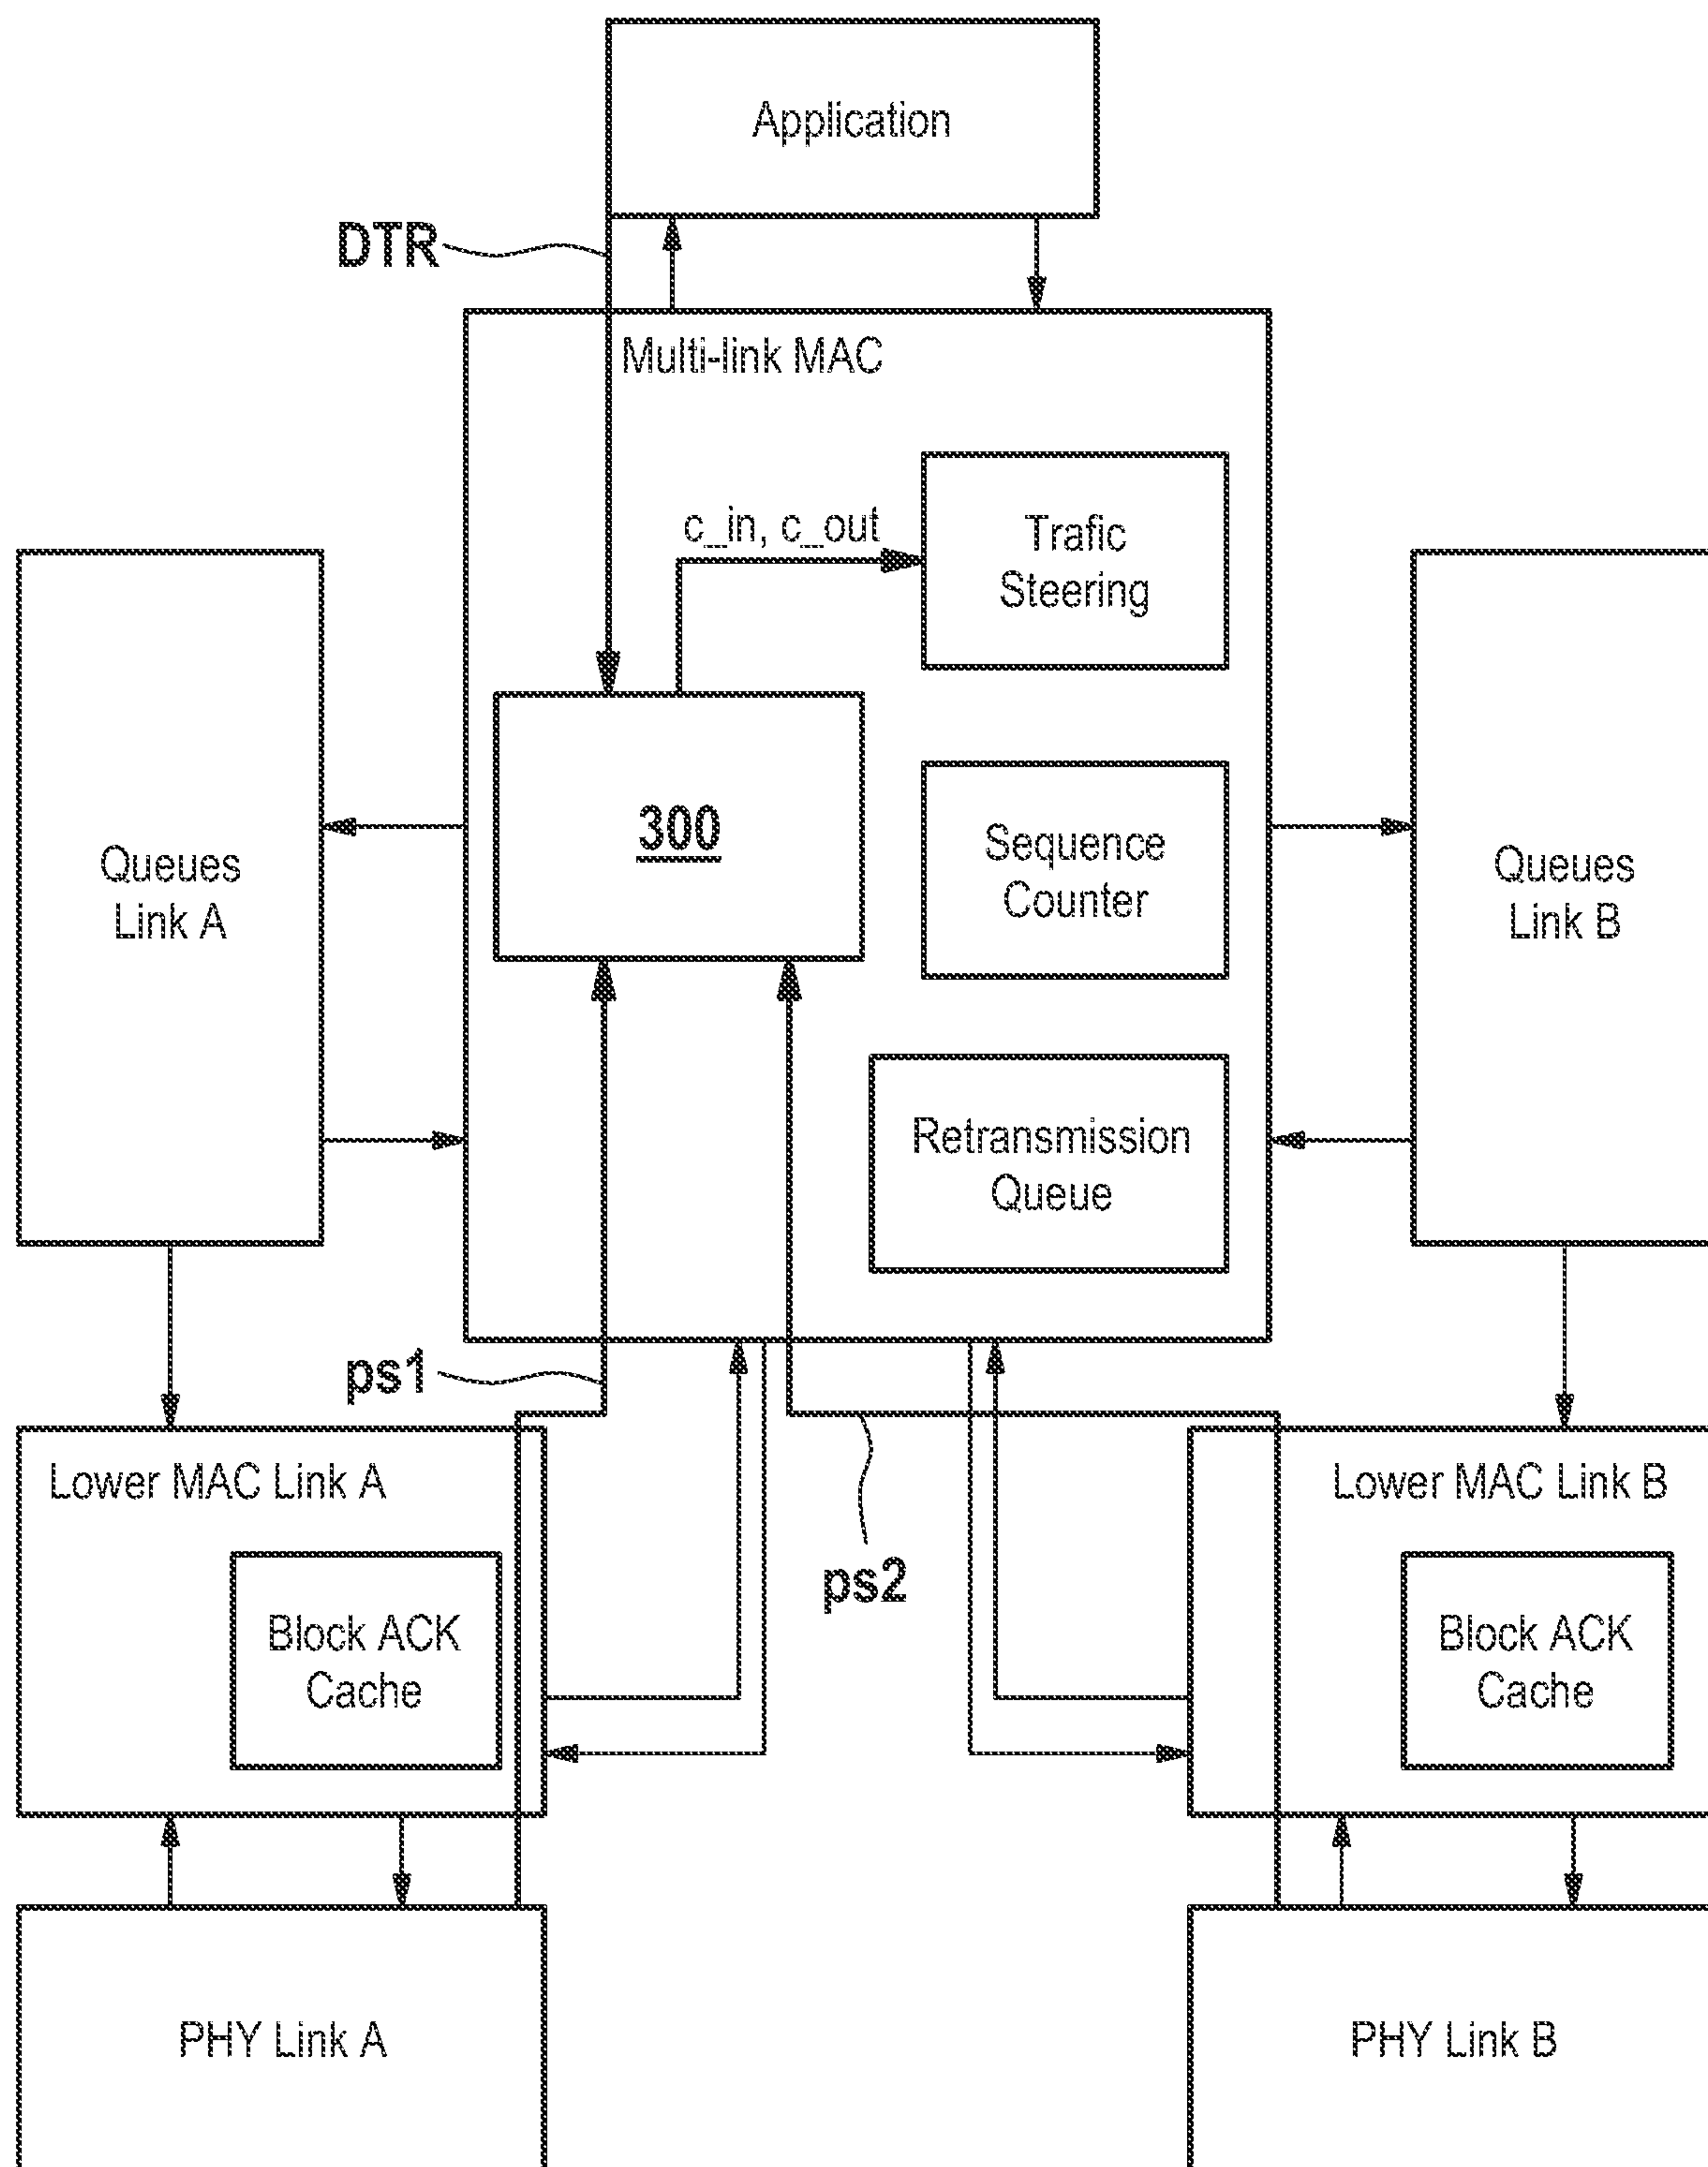 Application
DTR
Multi-link MAC
c_in, c_out
Trafic
Steering
300
Sequence
Counter
Queues
Link A
Queues
Link B
Retransmission
Queue
ps1
ps2
Lower MAC Link A
Block ACK
Cache
Lower MAC Link B
Block ACK
Cache
PHY Link A
PHY Link B